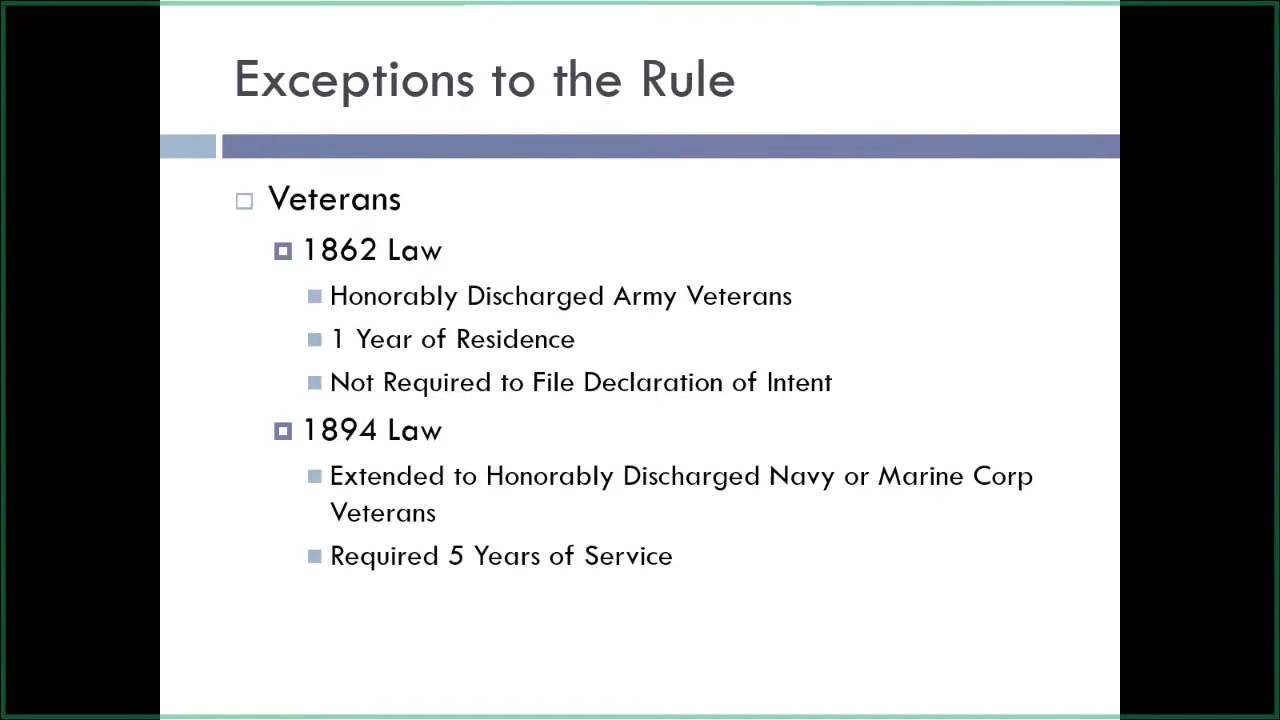 Exceptions to the Rule
Veterans
1862 Law
Honorably Discharged Army Veterans
1 Year of Residence
Not Required to File Declaration of Intent
1894 Law
Extended to Honorably Discharged Navy or Marine Corp
Veterans
Required 5 Years of Service